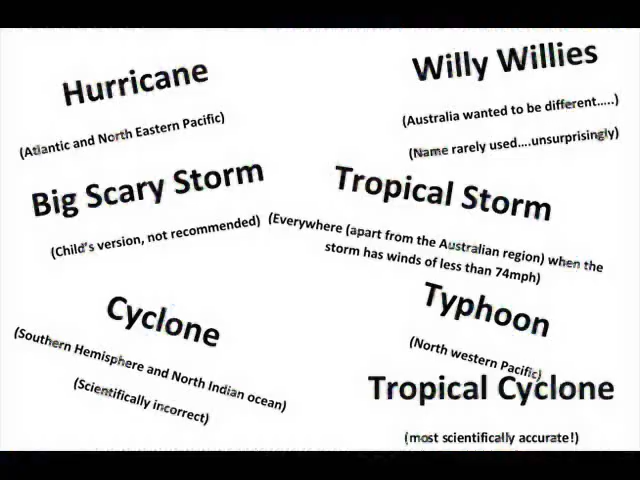 Hurricane
(Atlantic and North Eastern Pacific)
Willy Willies
(Australia wanted to be different.....)
(Name rarely used....unsurprisingly)
Big Scary Storm
(Child's version, not recommended)
Tropical Storm
(Everywhere (apart from the Australian region) when the
storm has winds of less than 74mph)
Cyclone
(Southern Hemisphere and North Indian ocean)
(Scientifically incorrect)
Typhoon
(North western Pacific)
Tropical Cyclone
(most scientifically accurate!)